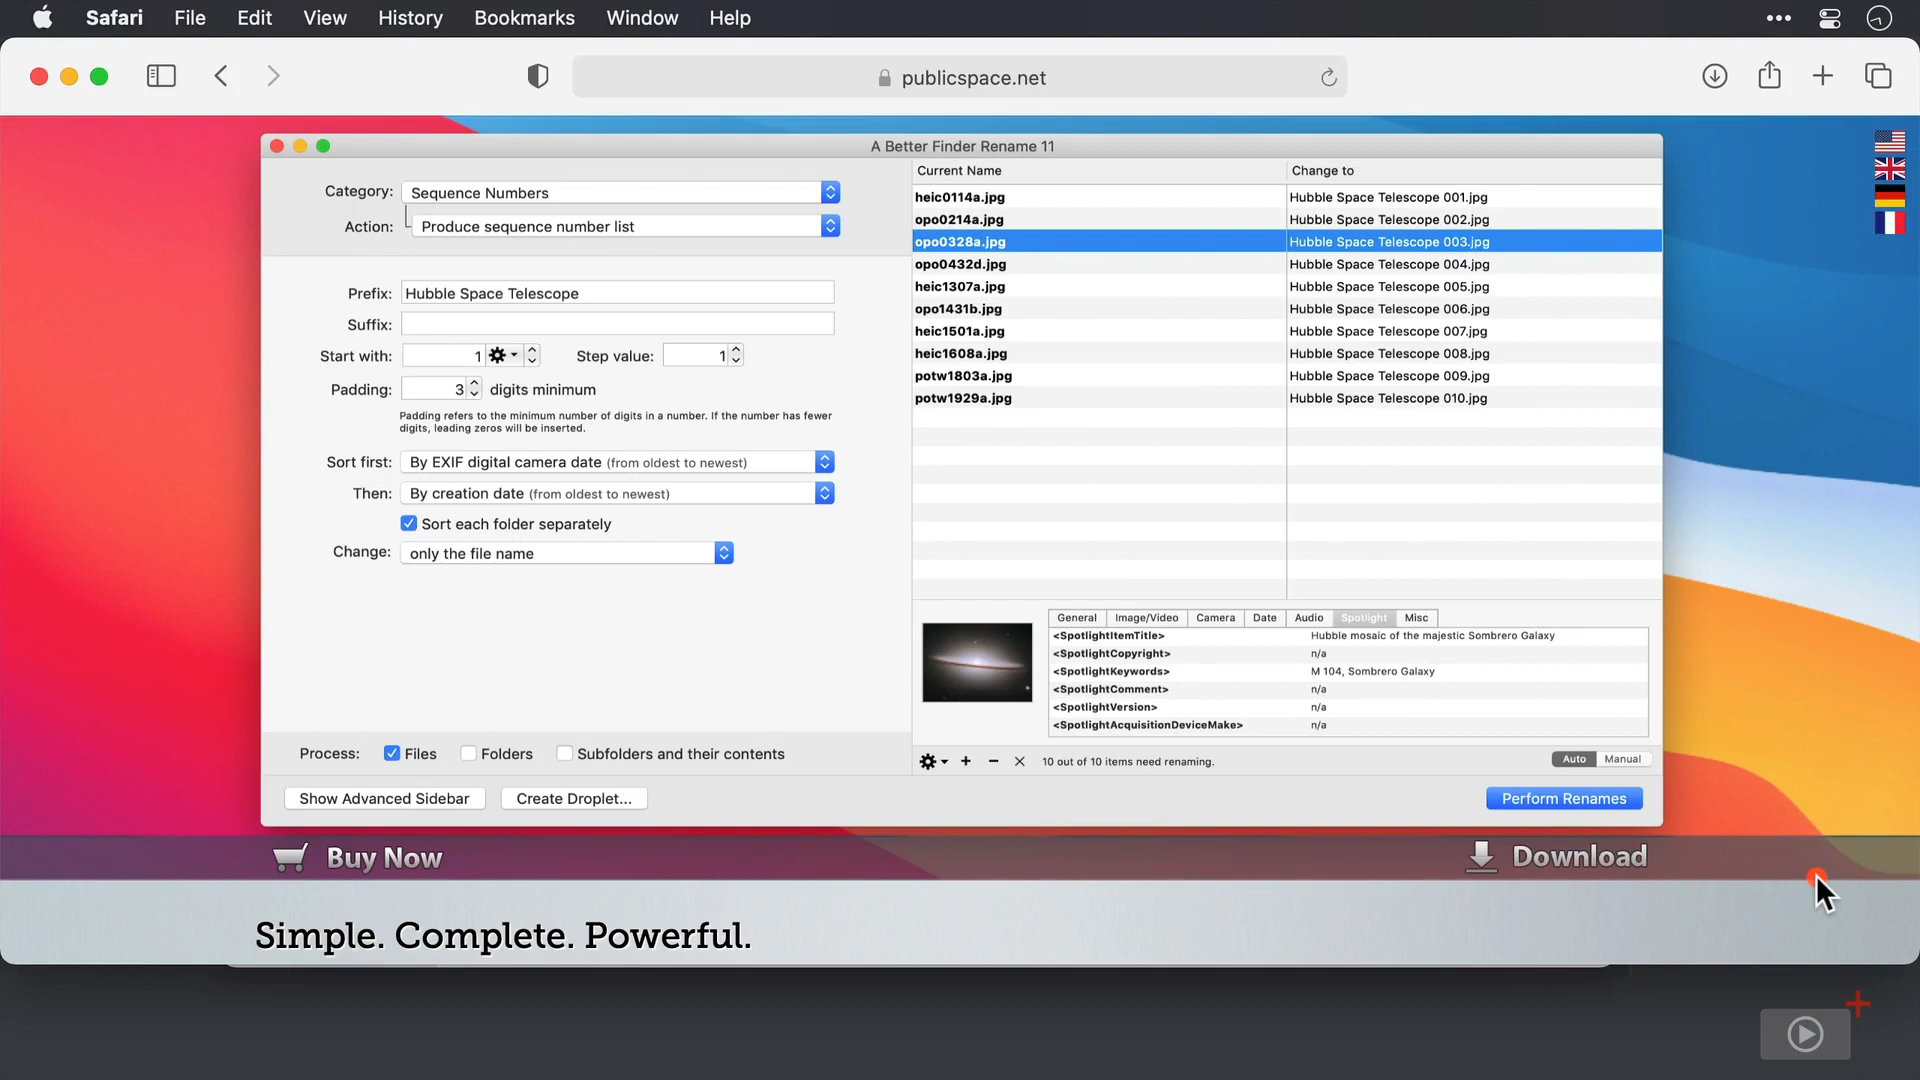 Safari File Edit View History Bookmarks Window Help
publicspace.net
A Better Finder Rename 11
Category: Sequence Numbers
Action: Produce sequence number list
Prefix: Hubble Space Telescope
Suffix:
Start with: 1 Step value: 1
Padding: 3 digits minimum
Padding refers to the minimum number of digits in a number. If the number has fewer
digits, leading zeros will be inserted.
Sort first: By EXIF digital camera date (from oldest to newest)
Then: By creation date (from oldest to newest)
Sort each folder separately
Change: only the file name
Process: Files Folders Subfolders and their contents
Show Advanced Sidebar Create Droplet...
Current Name Change to
heic0114a.jpg Hubble Space Telescope 001.jpg
opo0214a.jpg Hubble Space Telescope 002.jpg
opo0328a.jpg Hubble Space Telescope 003.jpg
opo0432d.jpg Hubble Space Telescope 004.jpg
heic1307a.jpg Hubble Space Telescope 005.jpg
opo1431b.jpg Hubble Space Telescope 006.jpg
heic1501a.jpg Hubble Space Telescope 007.jpg
heic1608a.jpg Hubble Space Telescope 008.jpg
potw1803a.jpg Hubble Space Telescope 009.jpg
potw1929a.jpg Hubble Space Telescope 010.jpg
General Image/Video Camera Date Audio Spotlight Misc
<SpotlightItemTitle> Hubble mosaic of the majestic Sombrero Galaxy
<SpotlightCopyright> n/a
<SpotlightKeywords> M 104, Sombrero Galaxy
<SpotlightComment> n/a
<SpotlightVersion> n/a
<SpotlightAcquisitionDeviceMake> n/a
10 out of 10 items need renaming. Auto Manual
Perform Renames
Buy Now Download
Simple. Complete. Powerful.